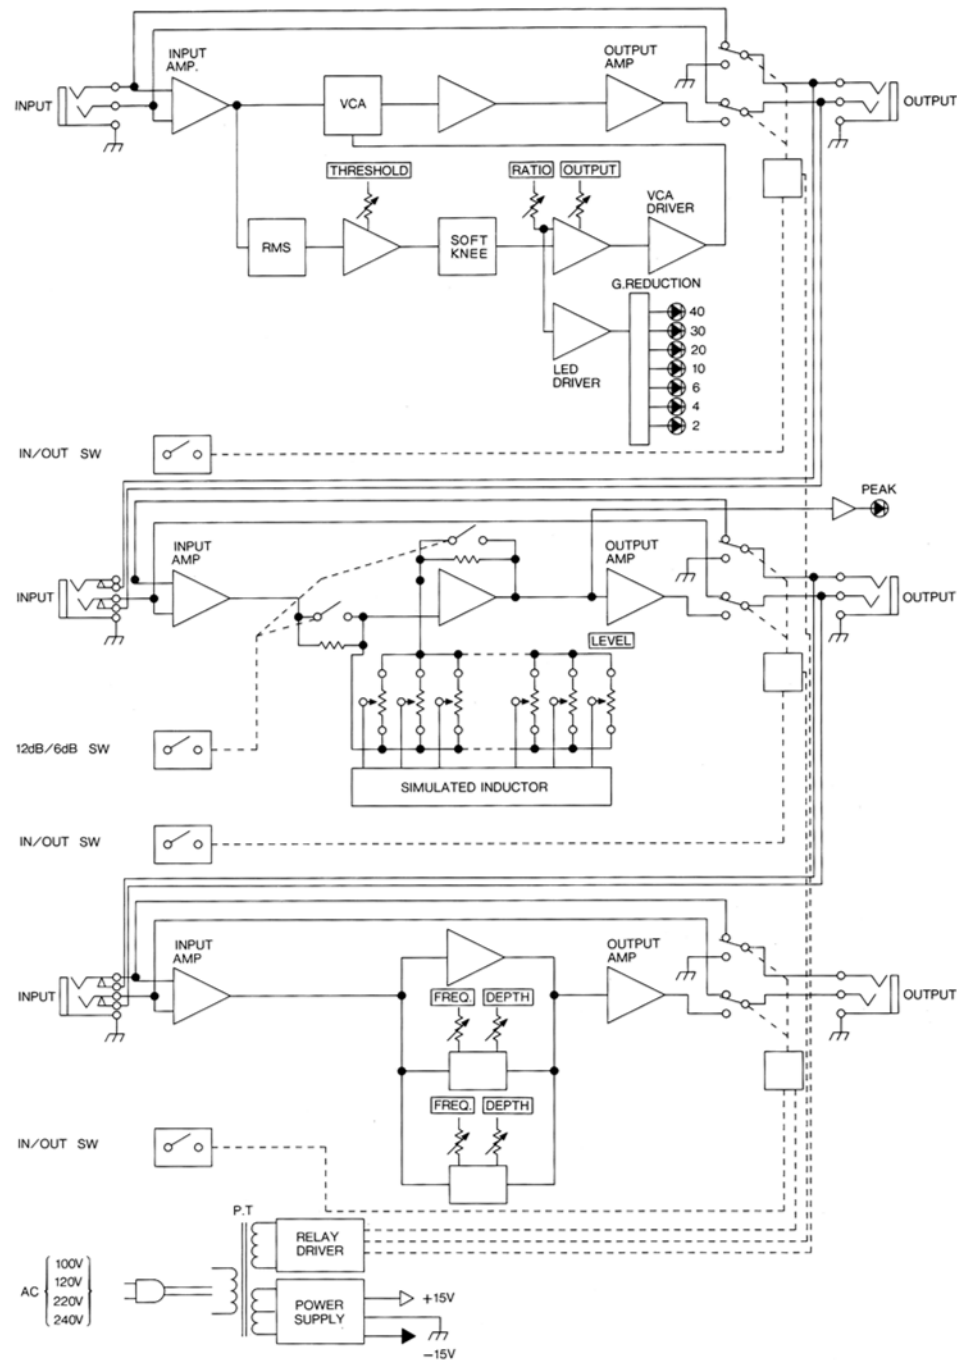 INPUT
AMP.
OUTPUT
AMP
INPUT
VCA
OUTPUT
THRESHOLD
RATIO
OUTPUT
VCA
DRIVER
RMS
SOFT
KNEE
G.REDUCTION
40
30
20
10
6
4
2
LED
DRIVER
IN/OUT SW
PEAK
INPUT
AMP
OUTPUT
AMP
INPUT
OUTPUT
LEVEL
12dB/6dB SW
SIMULATED INDUCTOR
IN/OUT SW
INPUT
AMP
OUTPUT
AMP
INPUT
FREQ.
DEPTH
OUTPUT
FREQ.
DEPTH
IN/OUT SW
P.T
RELAY
DRIVER
AC
100V
120V
220V
240V
POWER
SUPPLY
+15V
−15V